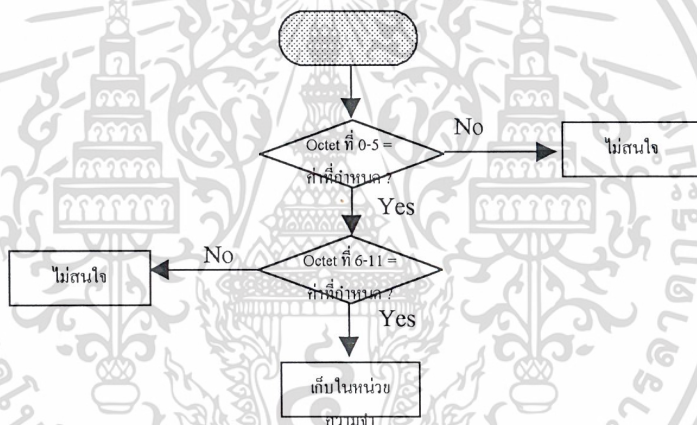 Octet ที่ 0-5 =
ค่าที่กำหนด ?
No
ไม่สนใจ
Yes
Octet ที่ 6-11 =
ค่าที่กำหนด ?
No
ไม่สนใจ
Yes
เก็บในหน่วย
ความจำ